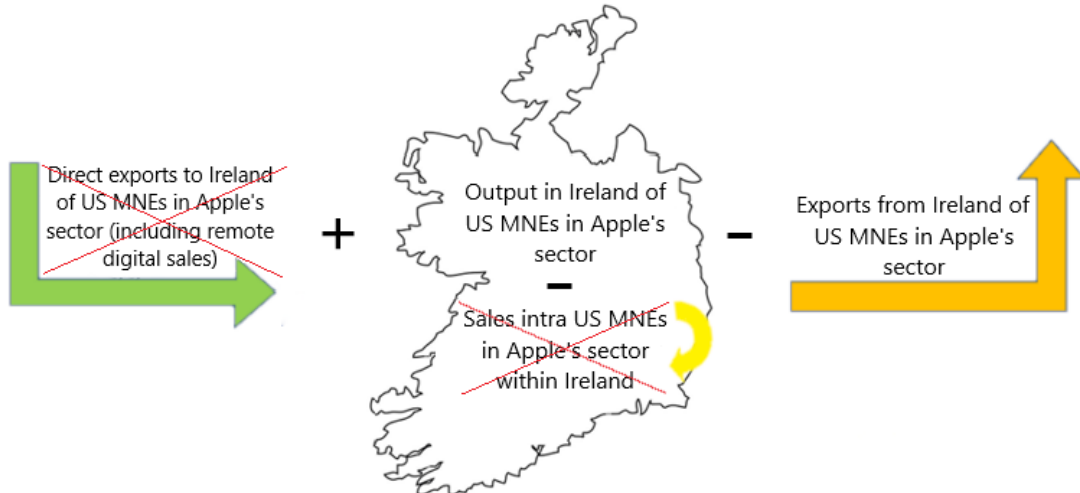 Direct exports to Ireland
of US MNEs in Apple's
sector (including remote
digital sales)
+
Output in Ireland of
US MNEs in Apple's
sector
-
Sales intra US MNEs
in Apple's sector
within Ireland
-
Exports from Ireland of
US MNEs in Apple's
sector